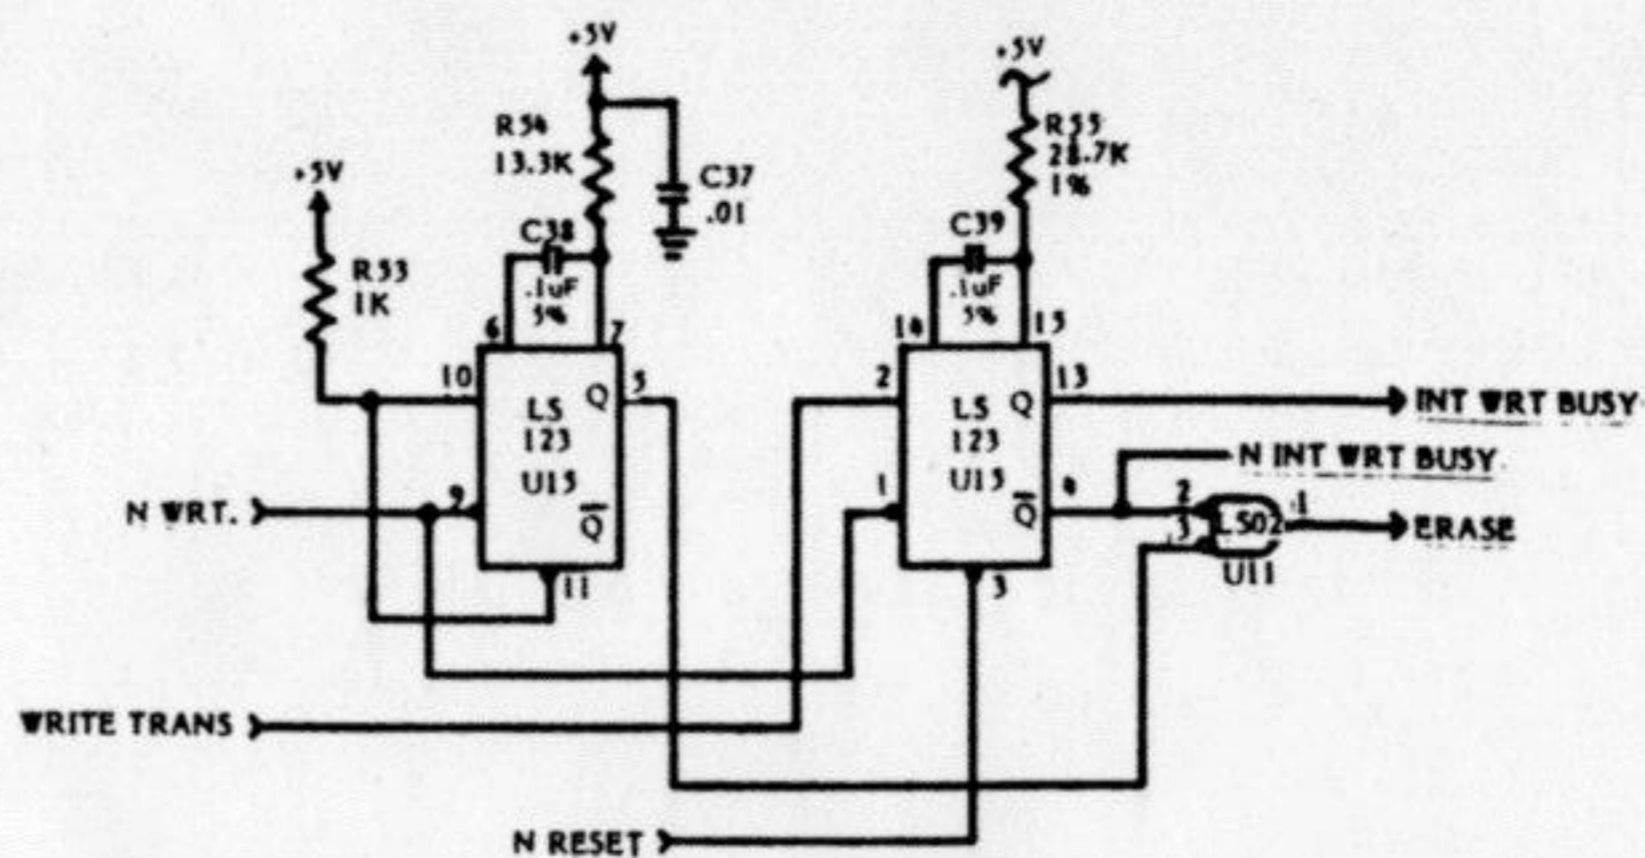 +5V
+5V
R54
13.3K
C37
.01
R55
28.7K
1%
+5V
R53
1K
C38
.1uF
5%
C39
.1uF
5%
6
7
14
15
10
Q
5
LS
123
U15
2
Q
13
LS
123
U15
INT WRT BUSY
N INT WRT BUSY
N WRT.
9
Q
11
1
Q
4
2
3
LS02
1
ERASE
U11
3
WRITE TRANS
N RESET